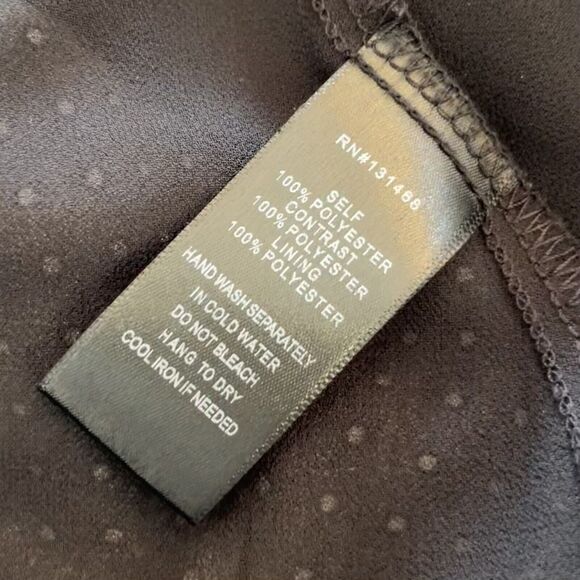 RN#131468
SELF
100% POLYESTER
CONTRAST
100% POLYESTER
LINING
100% POLYESTER
HAND WASH SEPARATELY
IN COLD WATER
DO NOT BLEACH
HANG TO DRY
COOL IRON IF NEEDED